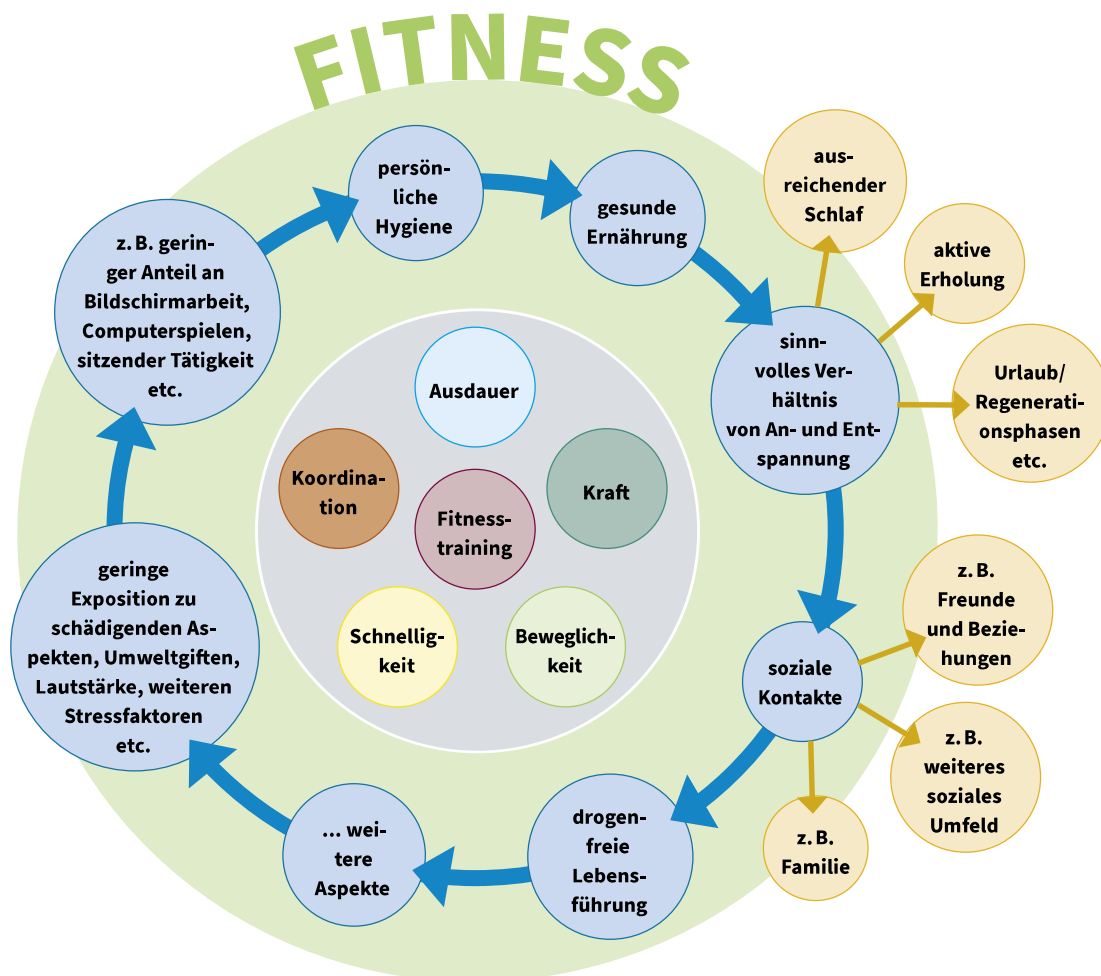 FITNESS
persön-
liche
Hygiene
gesunde
Ernährung
sinn-
volles Ver-
hältnis
von An- und Ent-
spannung
aus-
reichender
Schlaf
aktive
Erholung
Urlaub/
Regenerati-
onsphasen
etc.
soziale
Kontakte
z. B.
Freunde
und Bezie-
hungen
z. B.
weiteres
soziales
Umfeld
z. B.
Familie
drogen-
freie
Lebens-
führung
... wei-
tere
Aspekte
geringe
Exposition zu
schädigenden As-
pekten, Umweltgiften,
Lautstärke, weiteren
Stressfaktoren
etc.
z. B. gerin-
ger Anteil an
Bildschirmarbeit,
Computerspielen,
sitzender Tätigkeit
etc.
Ausdauer
Koordina-
tion
Kraft
Fitness-
training
Schnellig-
keit
Beweglich-
keit